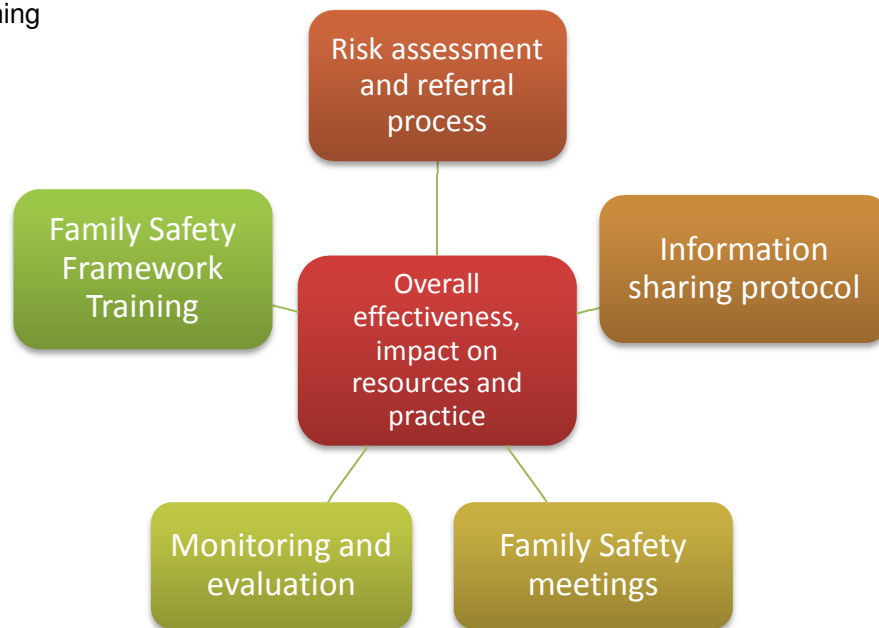 Risk assessment
and referral
process
Family Safety
Framework
Training
Information
sharing protocol
Overall
effectiveness,
impact on
resources and
practice
Monitoring and
evaluation
Family Safety
meetings